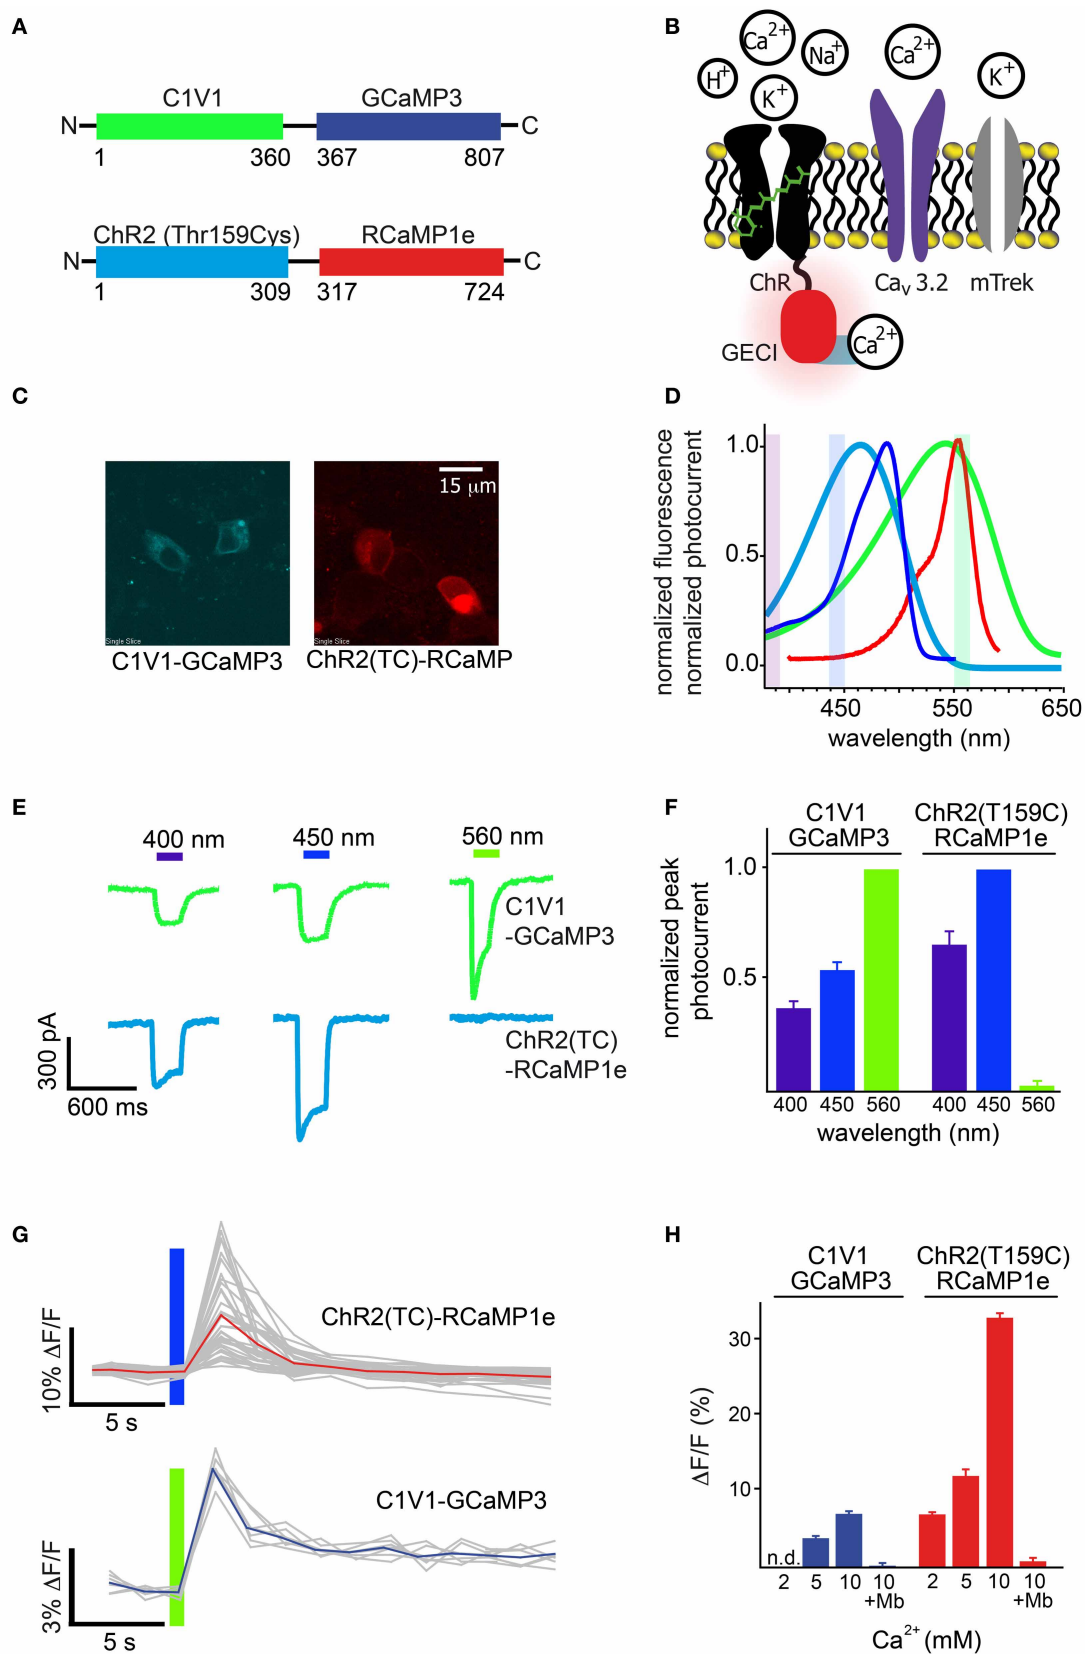 A
C1V1
GCaMP3
N
C
1
360
367
807
ChR2 (Thr159Cys)
RCaMP1e
N
C
1
309
317
724
B
Ca2+
Na+
Ca2+
H+
K+
K+
ChR
Cav 3.2
mTrek
GECI
Ca2+
C
15 µm
Single Slice
Single Slice
C1V1-GCaMP3
ChR2(TC)-RCaMP
D
normalized fluorescence
normalized photocurrent
1.0
0.5
0.0
450
550
650
wavelength (nm)
E
400 nm
450 nm
560 nm
C1V1
-GCaMP3
ChR2(TC)
-RCaMP1e
300 pA
600 ms
F
C1V1
GCaMP3
ChR2(T159C)
RCaMP1e
normalized peak
photocurrent
1.0
0.5
400
450
560
400
450
560
wavelength (nm)
G
ChR2(TC)-RCaMP1e
10% ΔF/F
5 s
C1V1-GCaMP3
3% ΔF/F
5 s
H
C1V1
GCaMP3
ChR2(T159C)
RCaMP1e
ΔF/F (%)
30
20
10
n.d.
2
5
10
10
+Mb
2
5
10
10
+Mb
Ca2+ (mM)